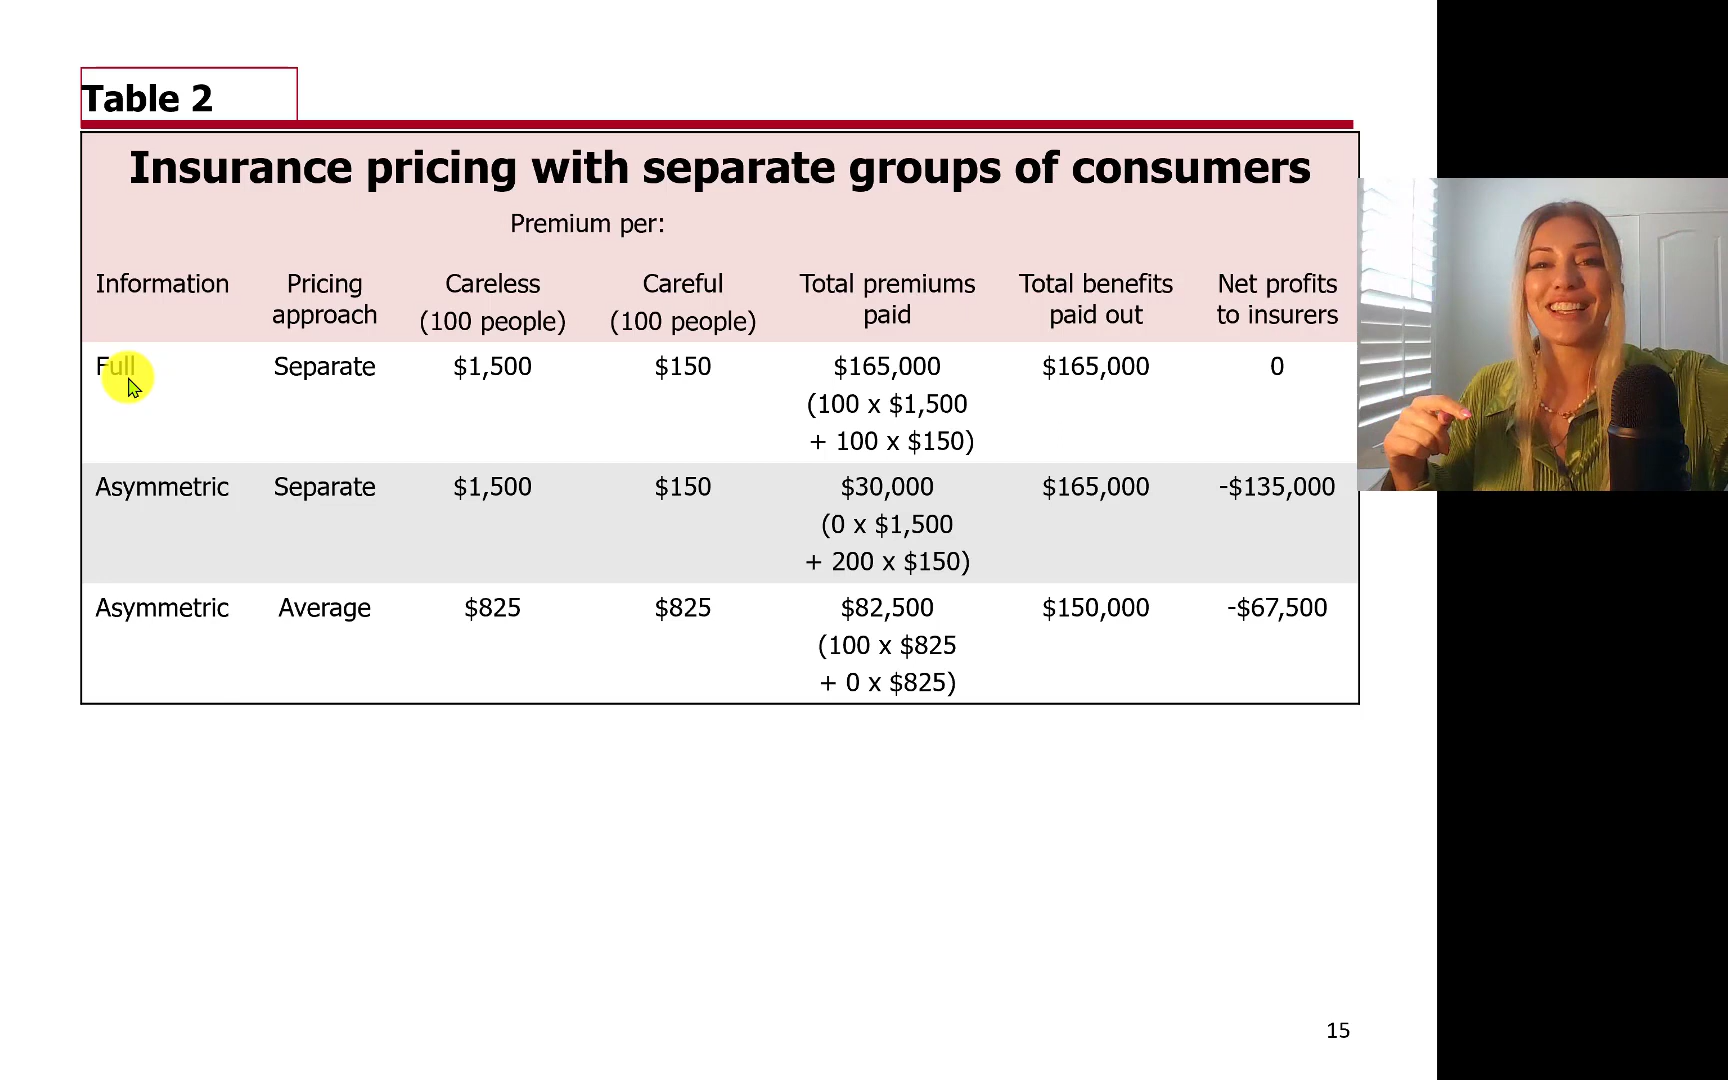 Table 2
Insurance pricing with separate groups of consumers
Premium per:
Information Pricing approach Careless (100 people) Careful (100 people) Total premiums paid Total benefits paid out Net profits to insurers
Full Separate $1,500 $150 $165,000 $165,000 0
(100 x $1,500
+ 100 x $150)
Asymmetric Separate $1,500 $150 $30,000 $165,000 -$135,000
(0 x $1,500
+ 200 x $150)
Asymmetric Average $825 $825 $82,500 $150,000 -$67,500
(100 x $825
+ 0 x $825)
15